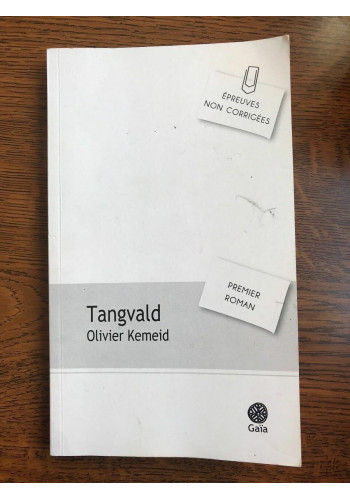 ÉPREUVES
NON CORRIGÉES
PREMIER
ROMAN
Tangvald
Olivier Kemeid
Gaïa